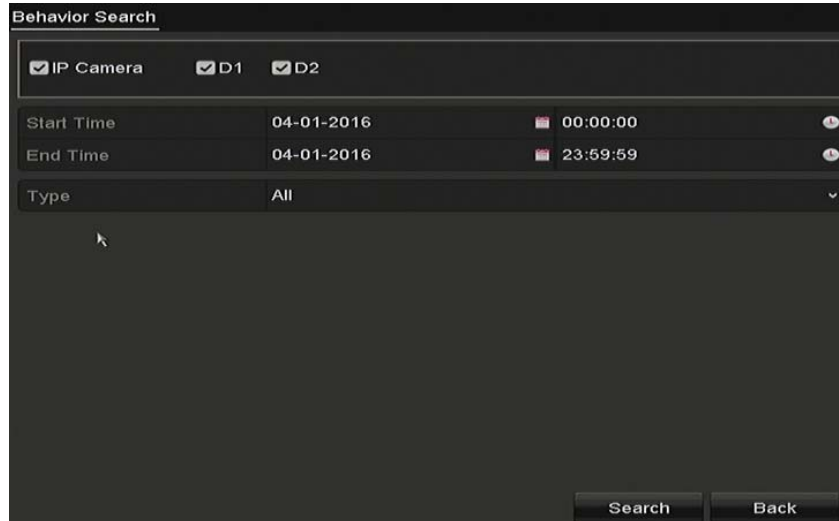 Behavior Search
IP Camera D1 D2
Start Time 04-01-2016 00:00:00
End Time 04-01-2016 23:59:59
Type All
Search Back